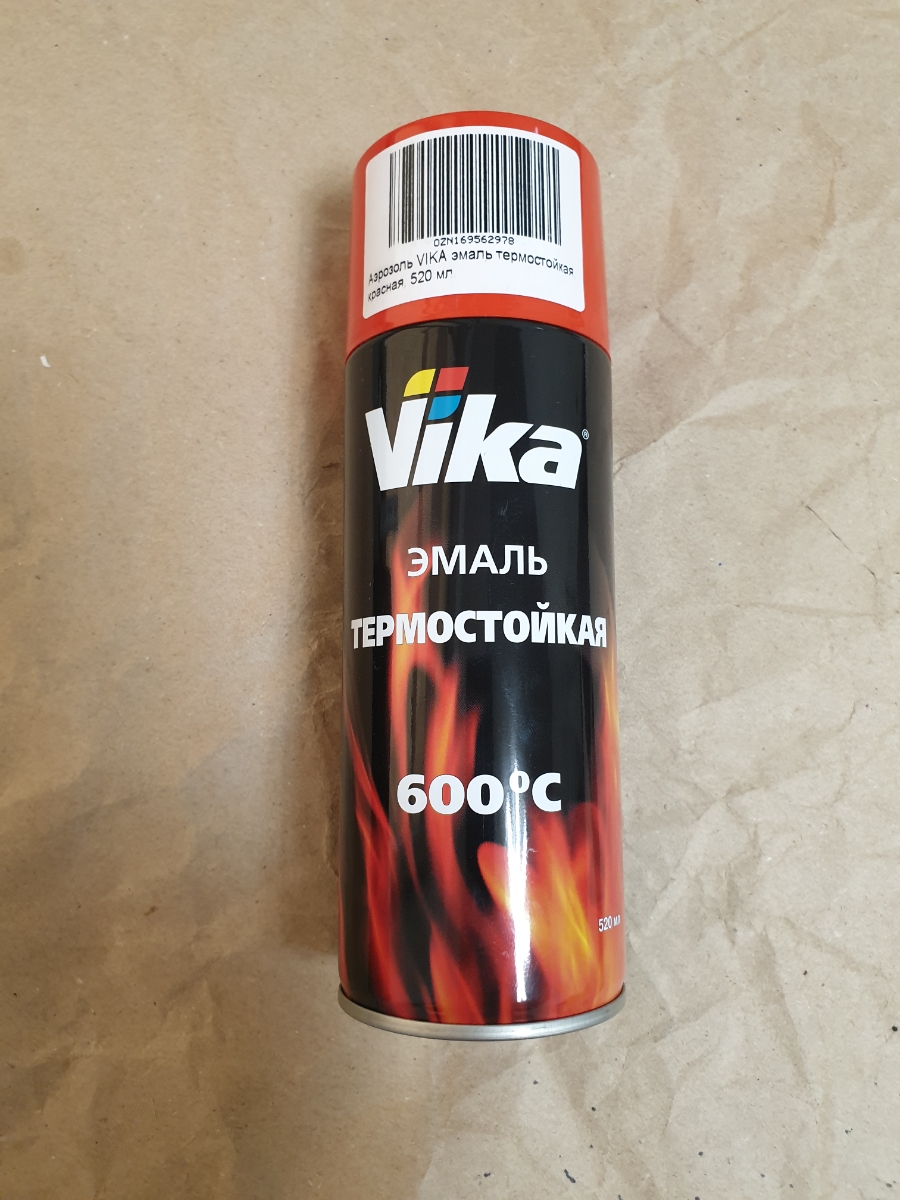 OZN169562978
Аэрозоль VIKA эмаль термостойкая
красная. 520 мл
Vika®
ЭМАЛЬ
ТЕРМОСТОЙКАЯ
600°C
520 мл